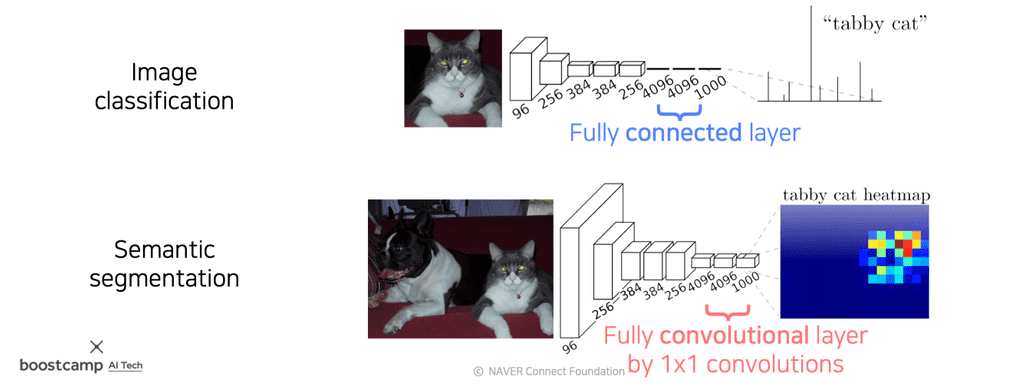 Image
classification
96
256
384
384
256
4096
4096
1000
"tabby cat"
Fully connected layer
Semantic
segmentation
96
256
384
384
256
4096
4096
1000
tabby cat heatmap
Fully convolutional layer
by 1x1 convolutions
boostcamp AI Tech
© NAVER Connect Foundation